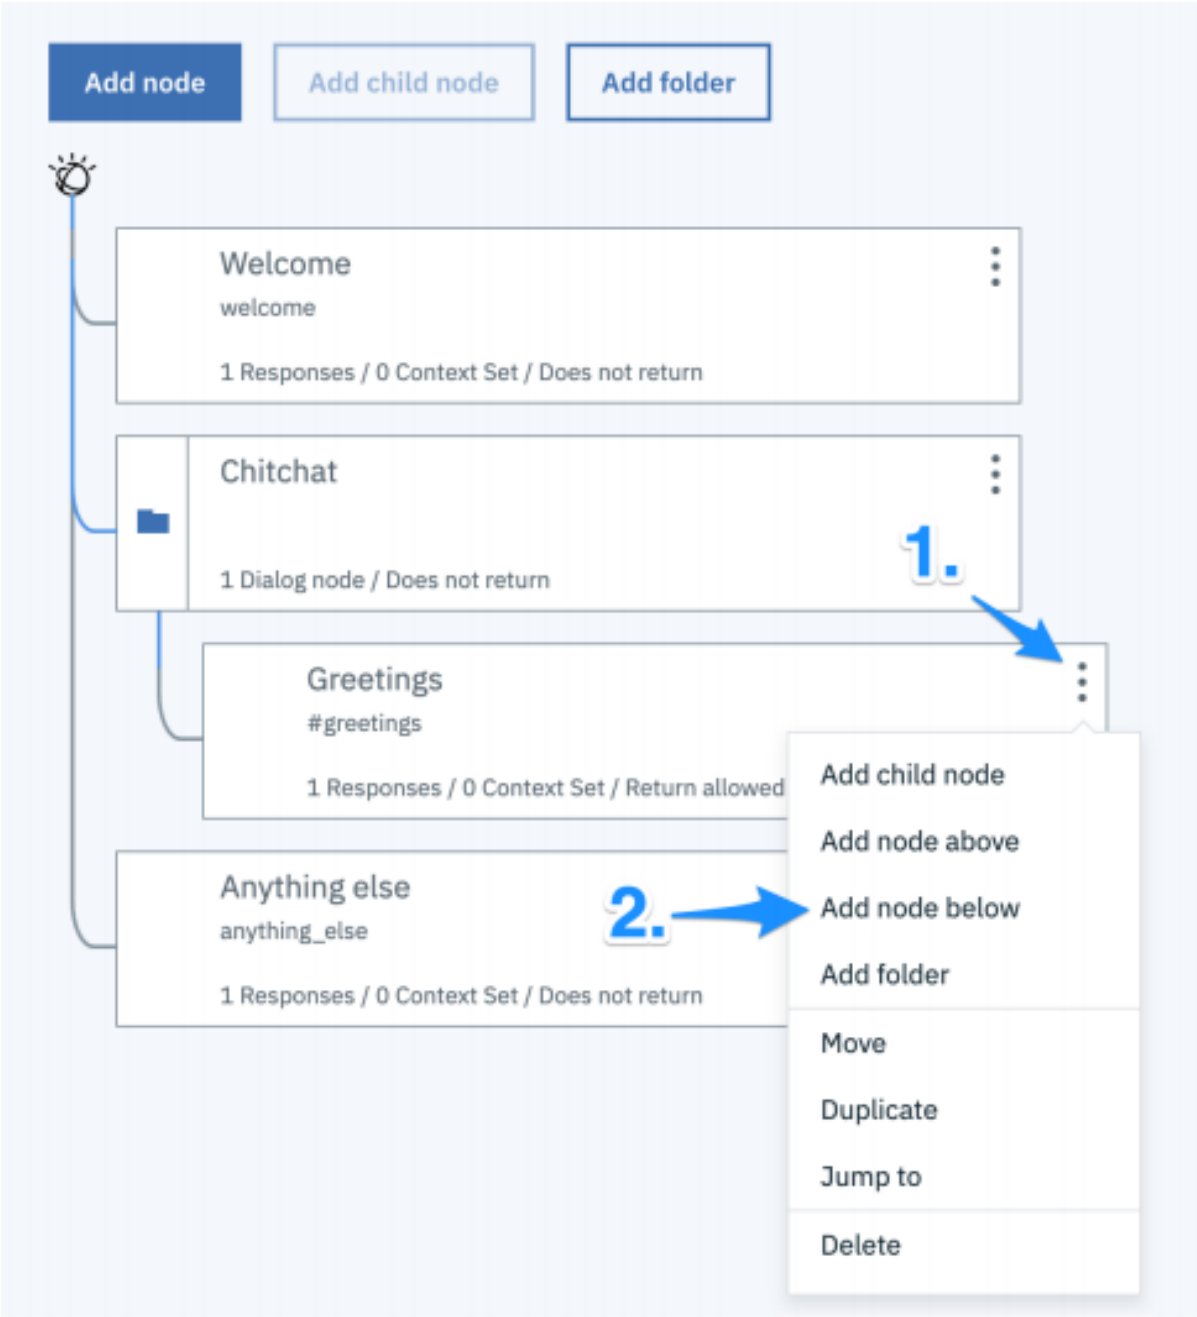 Add node
Add child node
Add folder
Welcome
welcome
1 Responses / 0 Context Set / Does not return
Chitchat
1 Dialog node / Does not return
1.
Greetings
#greetings
1 Responses / 0 Context Set / Return allowed
Anything else
anything_else
1 Responses / 0 Context Set / Does not return
2.
Add child node
Add node above
Add node below
Add folder
Move
Duplicate
Jump to
Delete